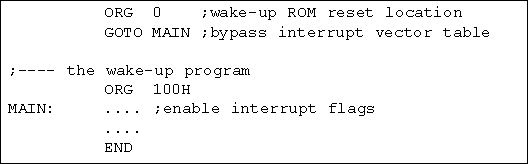 ORG 0 ;wake-up ROM reset location
GOTO MAIN ;bypass interrupt vector table
;---- the wake-up program
ORG 100H
MAIN: .... ;enable interrupt flags
....
END